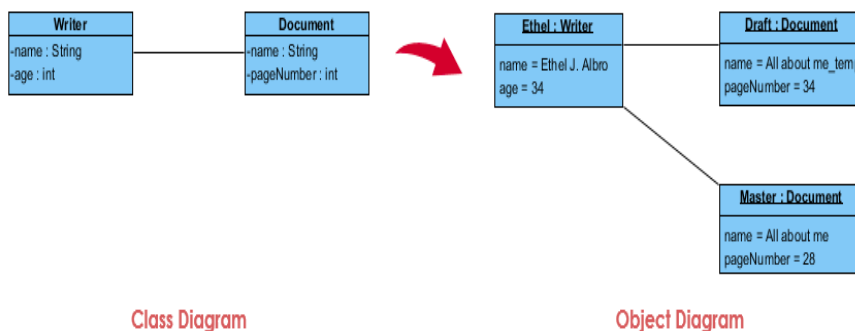 Writer
-name : String
-age : int
Document
-name : String
-pageNumber : int
Ethel : Writer
name = Ethel J. Albro
age = 34
Draft : Document
name = All about me_tem
pageNumber = 34
Master : Document
name = All about me
pageNumber = 28
Class Diagram
Object Diagram